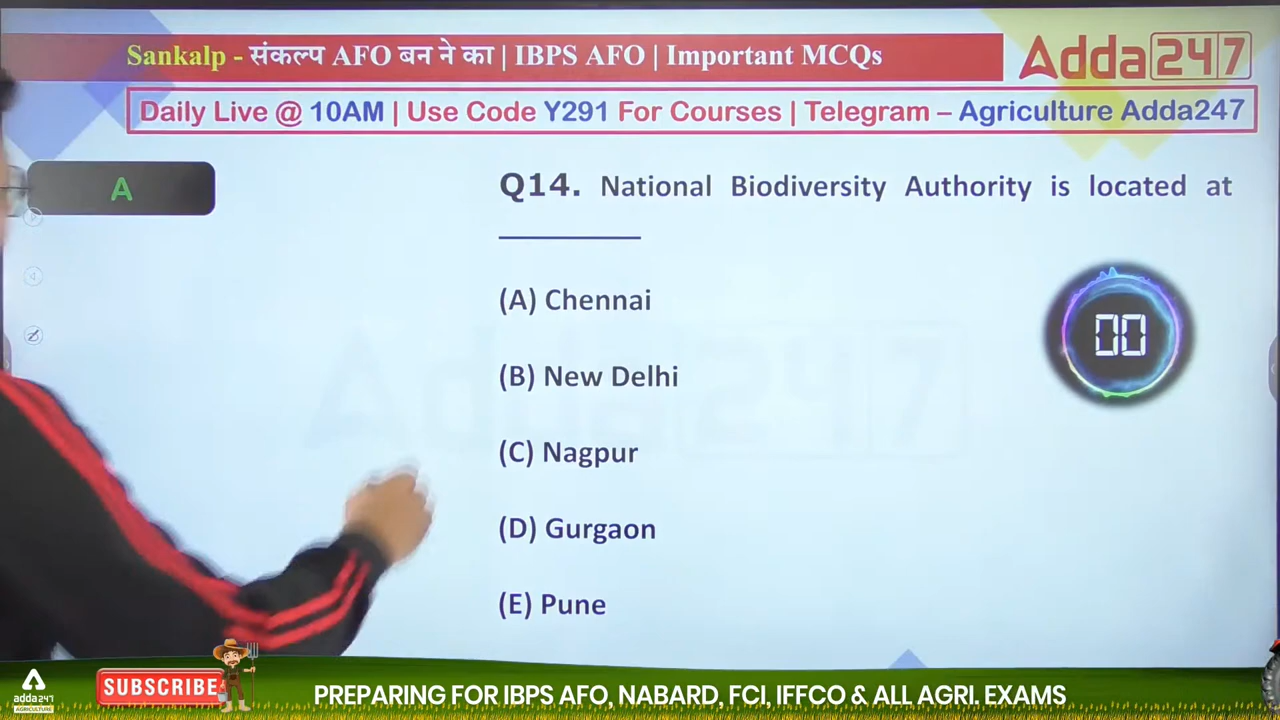 Sankalp - संकल्प AFO बन ने का | IBPS AFO | Important MCQs
Adda247
Daily Live @ 10AM | Use Code Y291 For Courses | Telegram – Agriculture Adda247
A
Q14. National Biodiversity Authority is located at
(A) Chennai
(B) New Delhi
(C) Nagpur
(D) Gurgaon
(E) Pune
00
Adda247
adda247
AGRICULTURE
SUBSCRIBE
PREPARING FOR IBPS AFO, NABARD, FCI, IFFCO & ALL AGRI. EXAMS